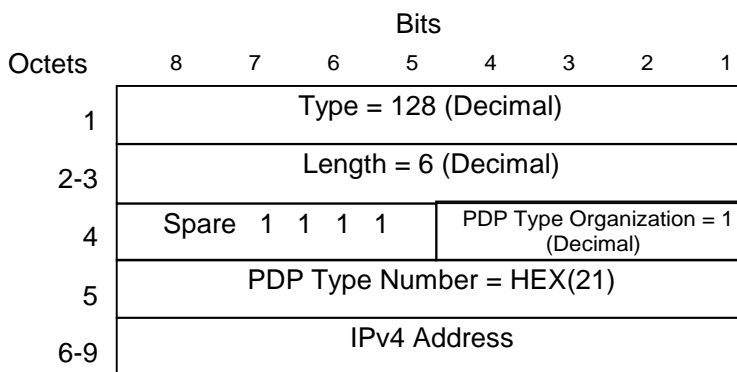 Bits
Octets 8 7 6 5 4 3 2 1
1 Type = 128 (Decimal)
2-3 Length = 6 (Decimal)
4 Spare 1 1 1 1 PDP Type Organization = 1
(Decimal)
5 PDP Type Number = HEX(21)
6-9 IPv4 Address